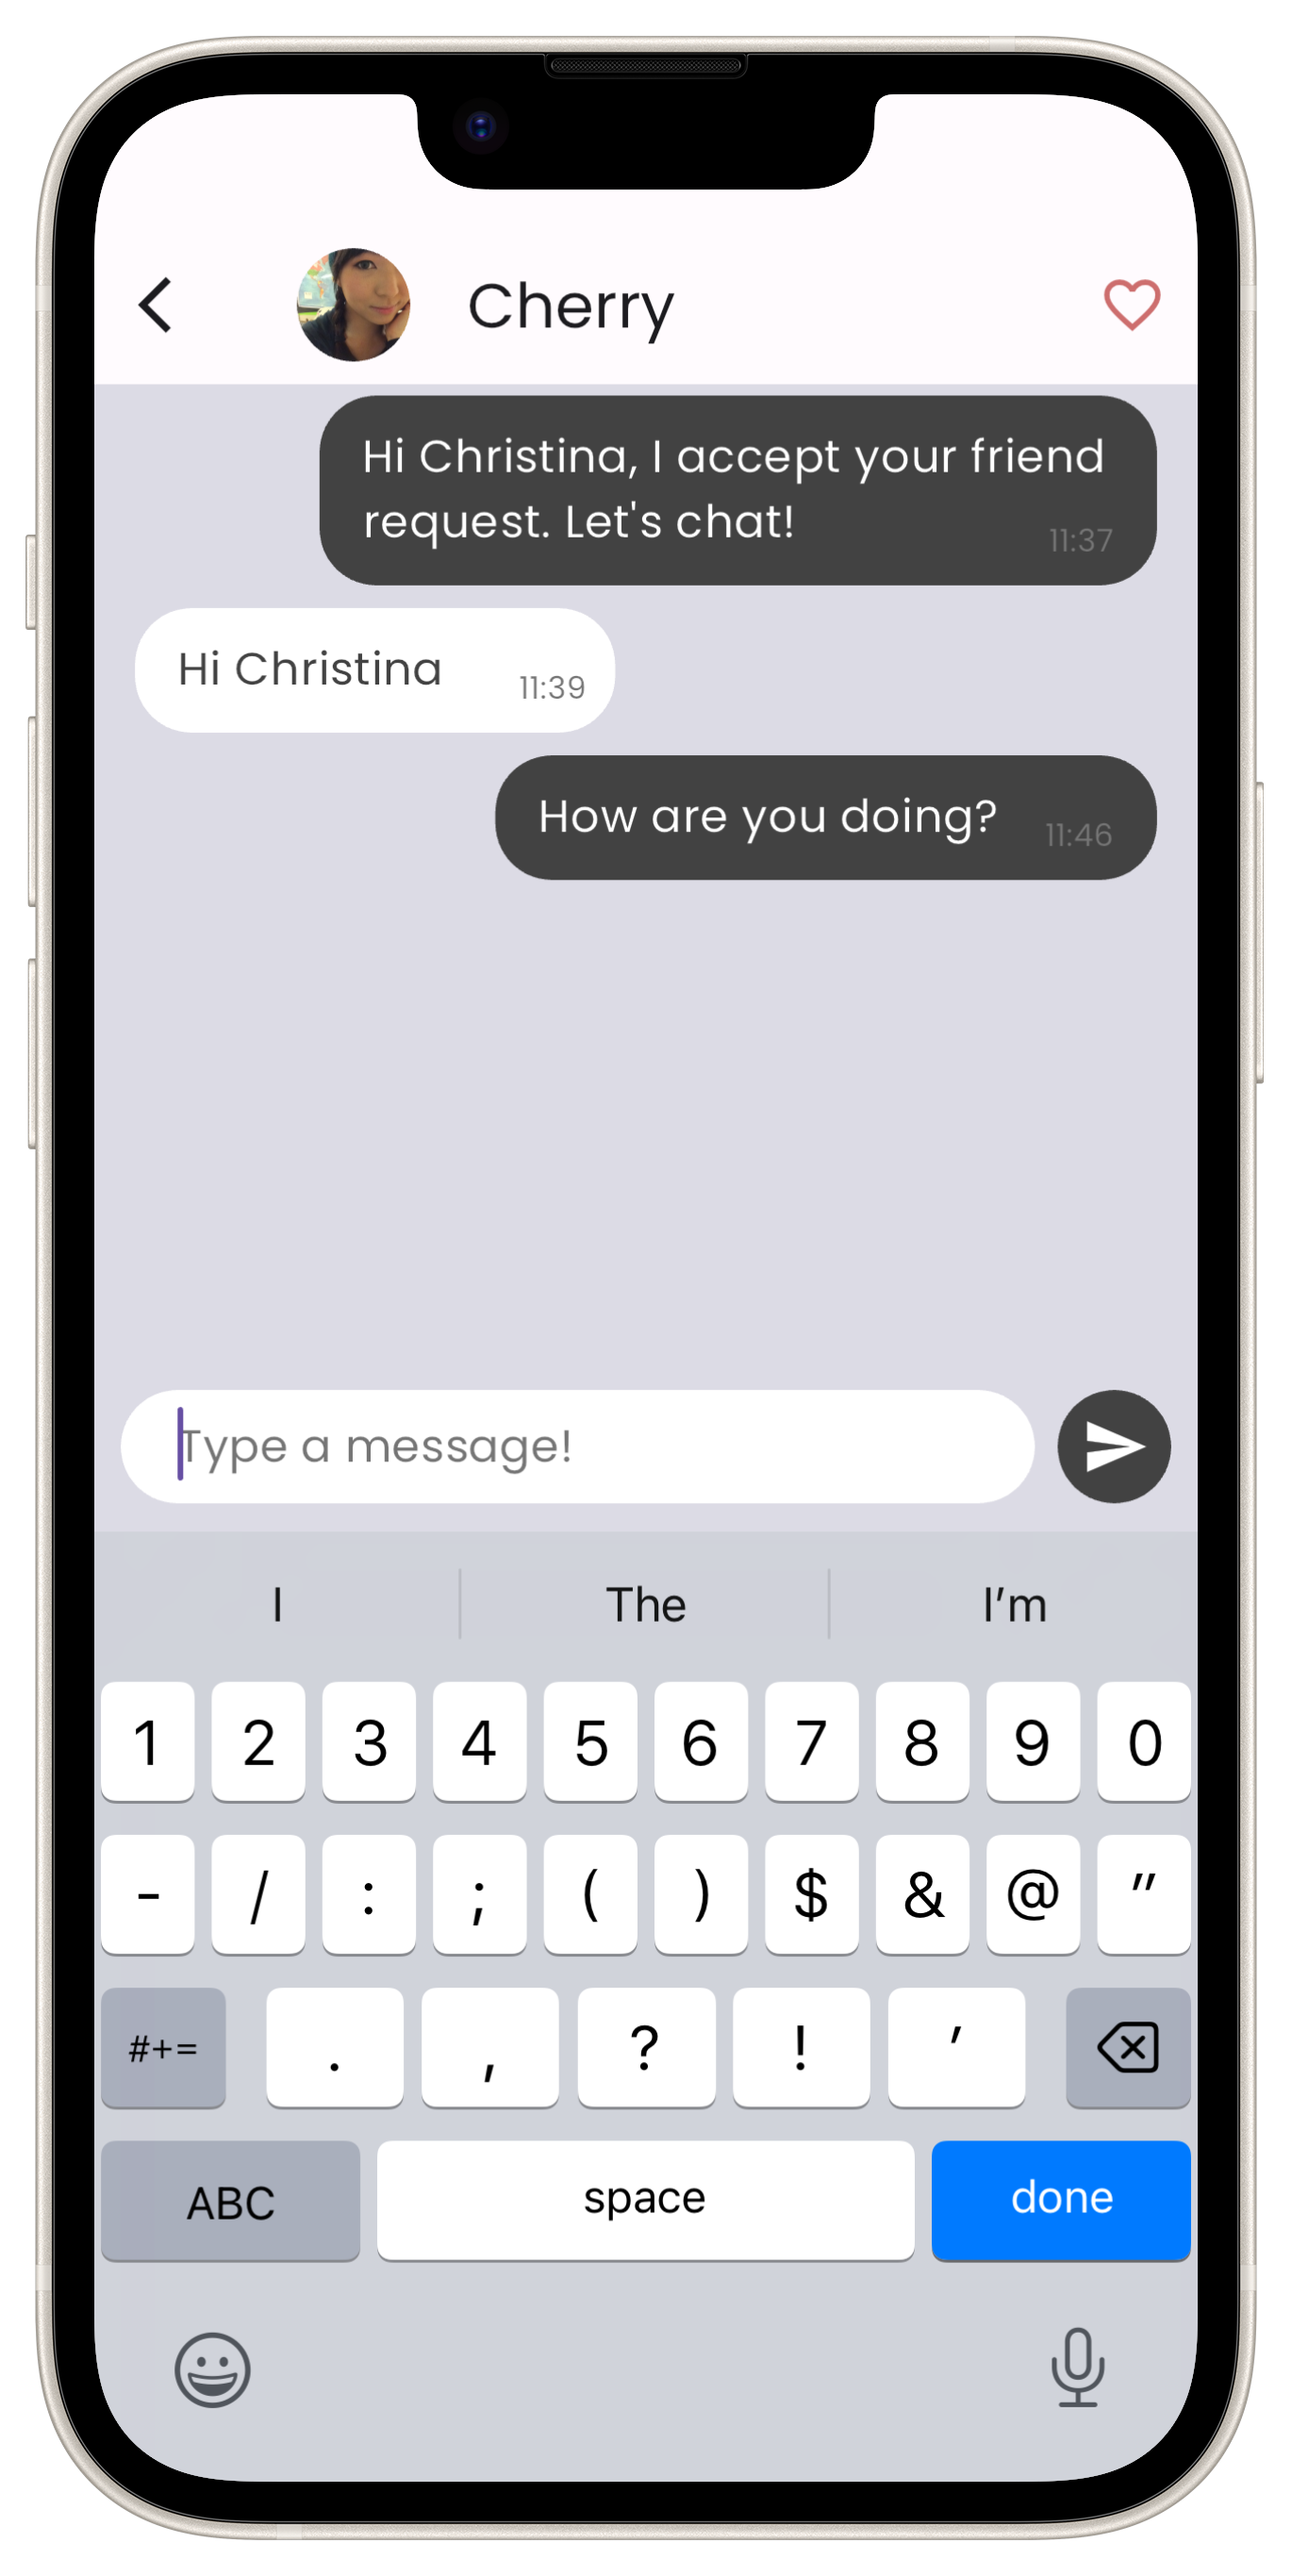 Cherry
Hi Christina, I accept your friend
request. Let's chat!
11:37
Hi Christina 11:39
How are you doing? 11:46
Type a message!
I The I’m
1 2 3 4 5 6 7 8 9 0
- / : ; ( ) $ & @ "
#+= . , ? ! ’
ABC space done